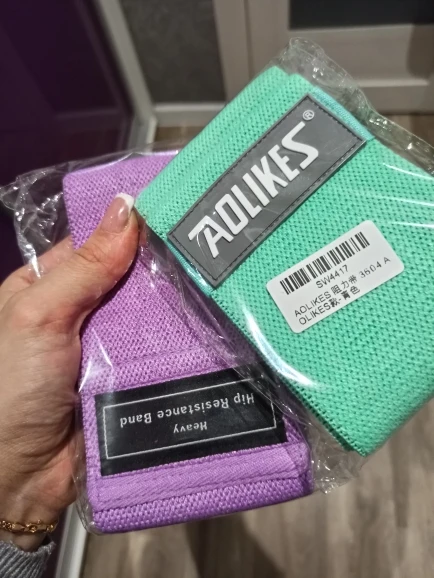 AOLIKES®
SW4417
AOLIKES 阻力带 3604 A
OLIKES款-青色
Heavy
Hip Resistance Band